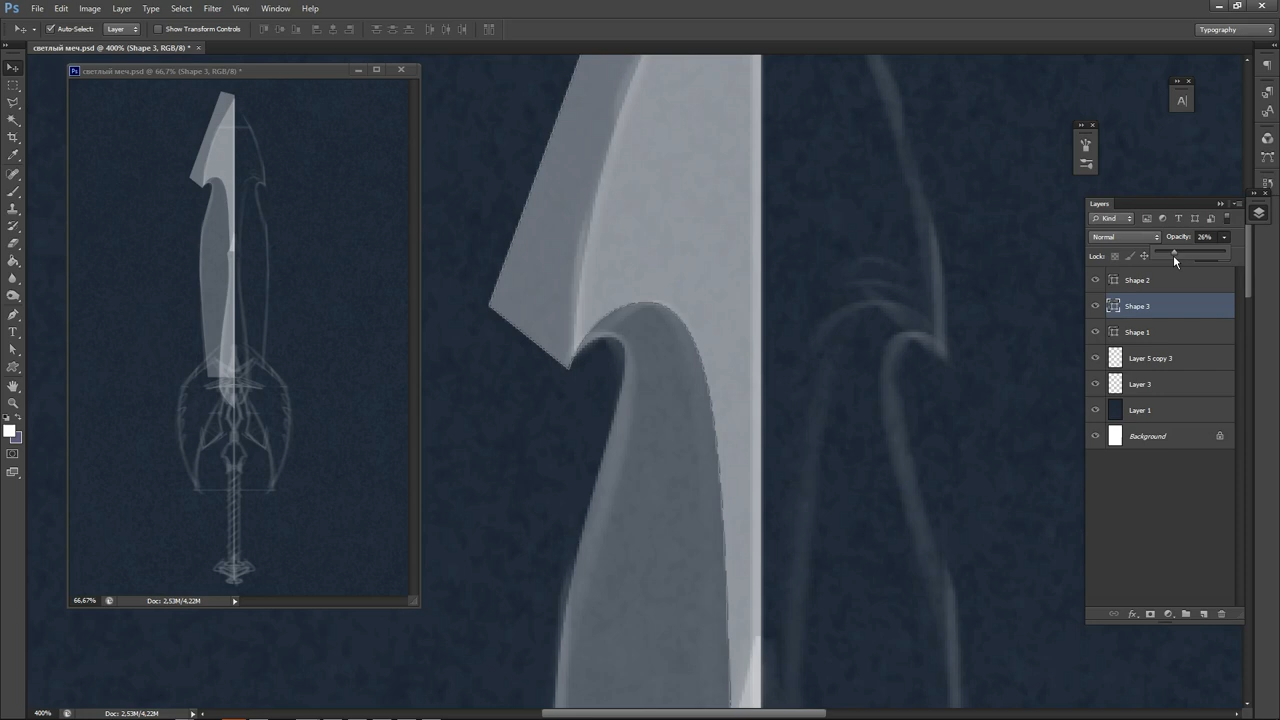 Ps File Edit Image Layer Type Select Filter View Window Help
Auto-Select: Layer Show Transform Controls Typography
светлый меч.psd @ 400% (Shape 3, RGB/8) * ×
Ps светлый меч.psd @ 66,7% (Shape 3, RGB/8) *
A
Layers
Kind
Normal Opacity: 26%
Lock:
Shape 2
Shape 3
Shape 1
Layer 5 copy 3
Layer 3
Layer 1
Background
66,67% Doc: 2,53M/4,22M
fx
400% Doc: 2,53M/4,22M